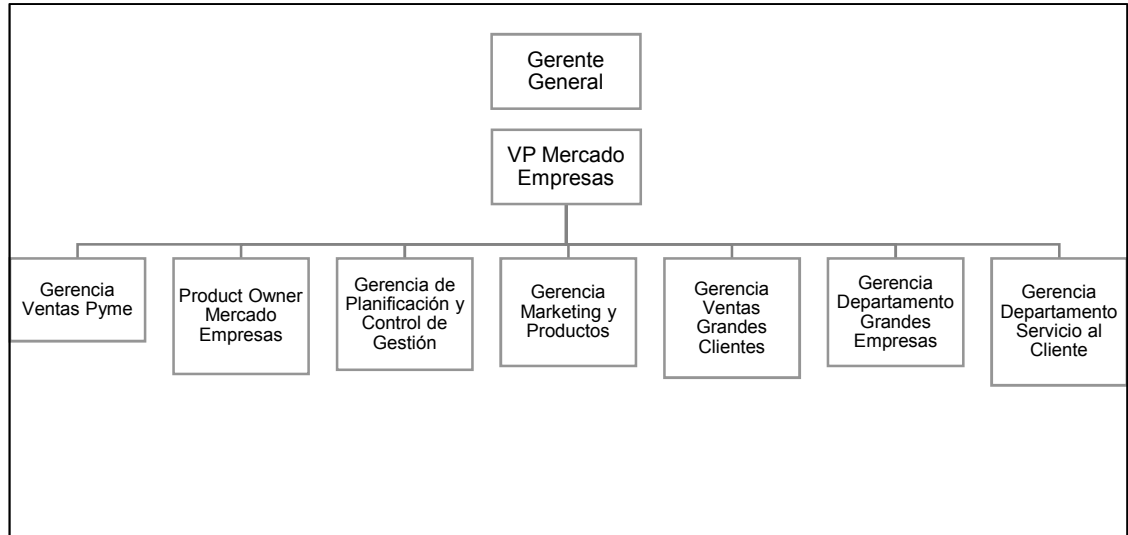 Gerente
General
VP Mercado
Empresas
Gerencia
Ventas Pyme
Product Owner
Mercado
Empresas
Gerencia de
Planificación y
Control de
Gestión
Gerencia
Marketing y
Productos
Gerencia
Ventas
Grandes
Clientes
Gerencia
Departamento
Grandes
Empresas
Gerencia
Departamento
Servicio al
Cliente